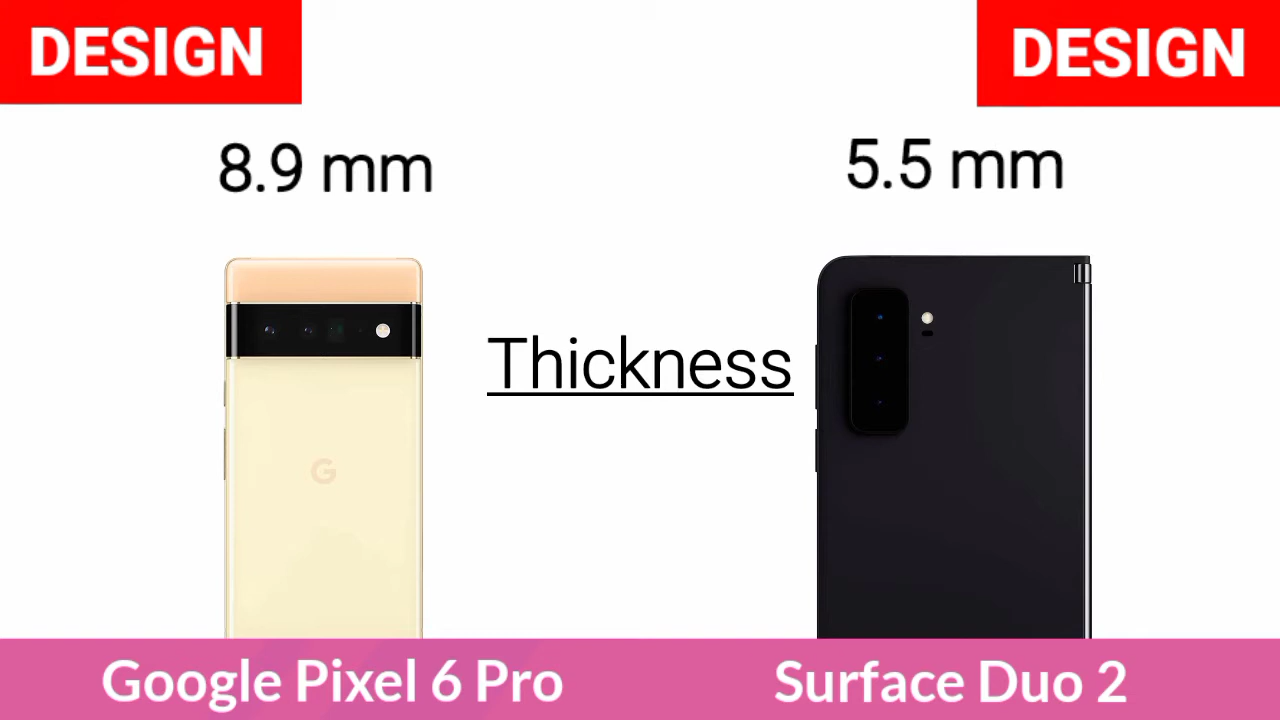 DESIGN
DESIGN
8.9 mm
5.5 mm
Thickness
G
Google Pixel 6 Pro
Surface Duo 2